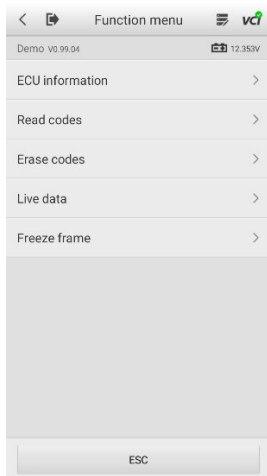 Function menu
vci
Demo V0.99.04
12.353V
ECU information
Read codes
Erase codes
Live data
Freeze frame
ESC